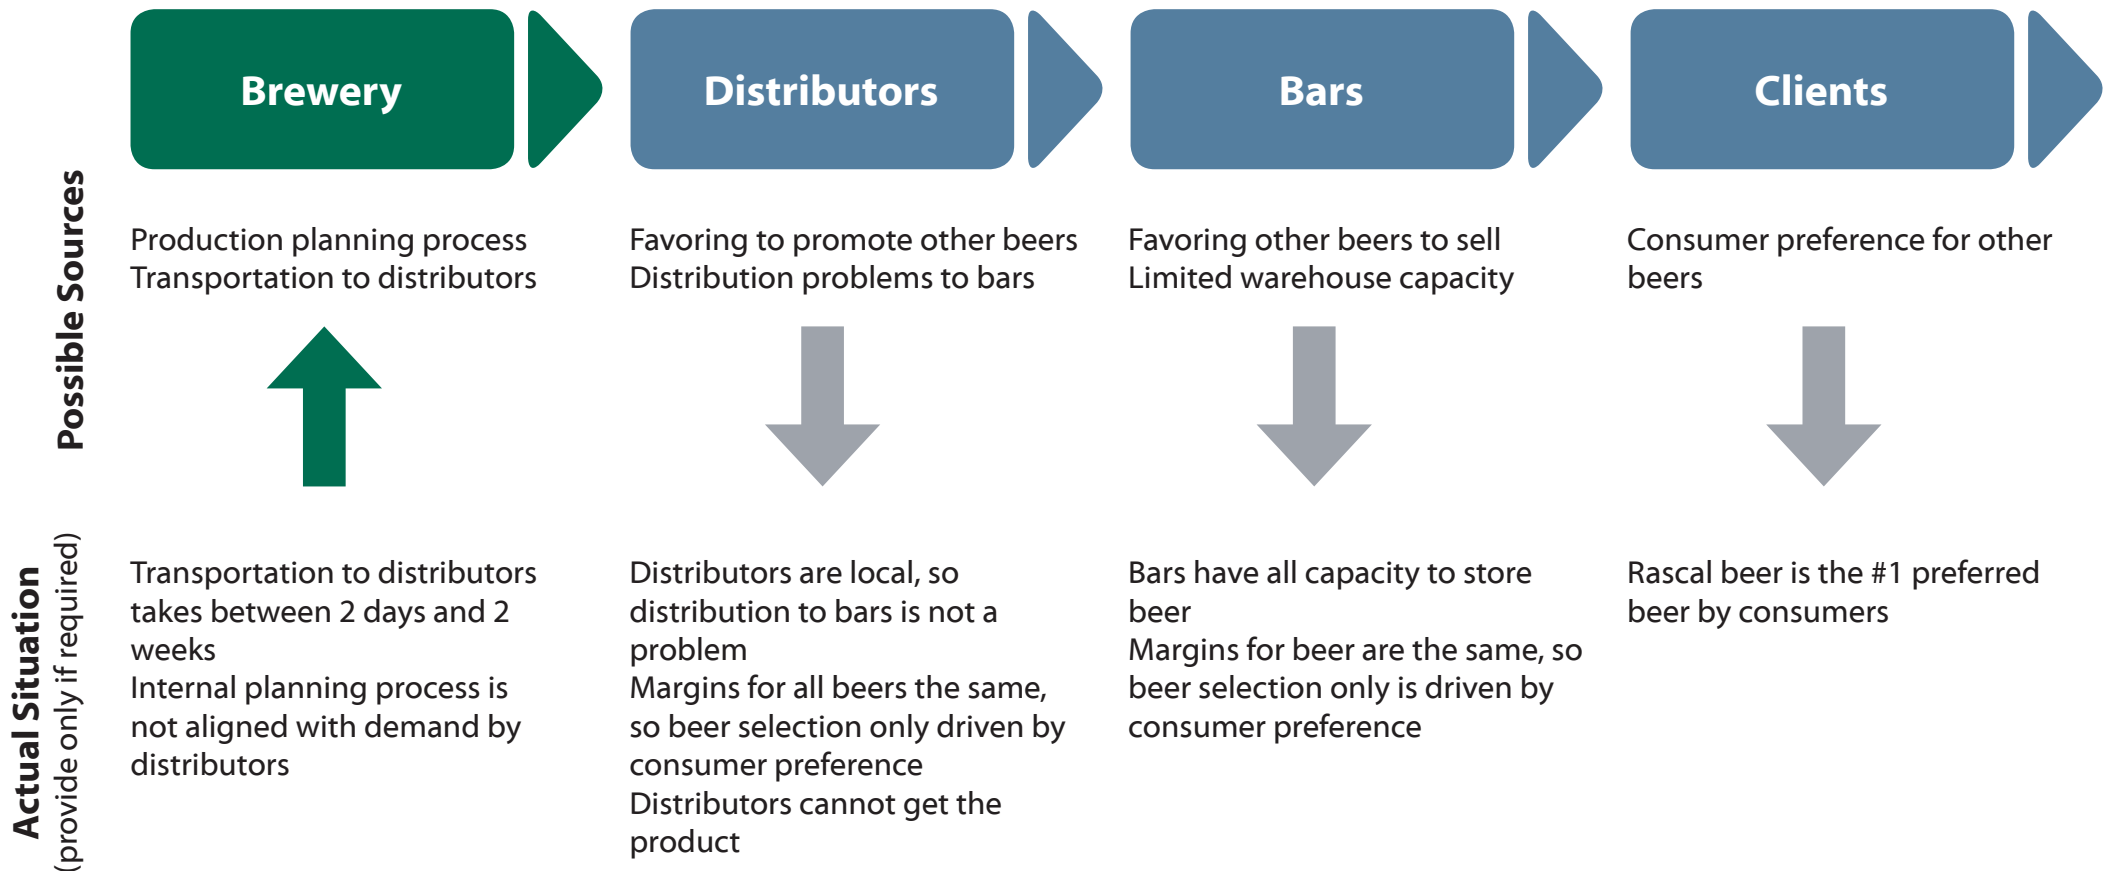 Brewery
Distributors
Bars
Clients
Possible Sources
Production planning process
Transportation to distributors
Favoring to promote other beers
Distribution problems to bars
Favoring other beers to sell
Limited warehouse capacity
Consumer preference for other
beers
Actual Situation
(provide only if required)
Transportation to distributors
takes between 2 days and 2
weeks
Internal planning process is
not aligned with demand by
distributors
Distributors are local, so
distribution to bars is not a
problem
Margins for all beers the same,
so beer selection only driven by
consumer preference
Distributors cannot get the
product
Bars have all capacity to store
beer
Margins for beer are the same, so
beer selection only is driven by
consumer preference
Rascal beer is the #1 preferred
beer by consumers